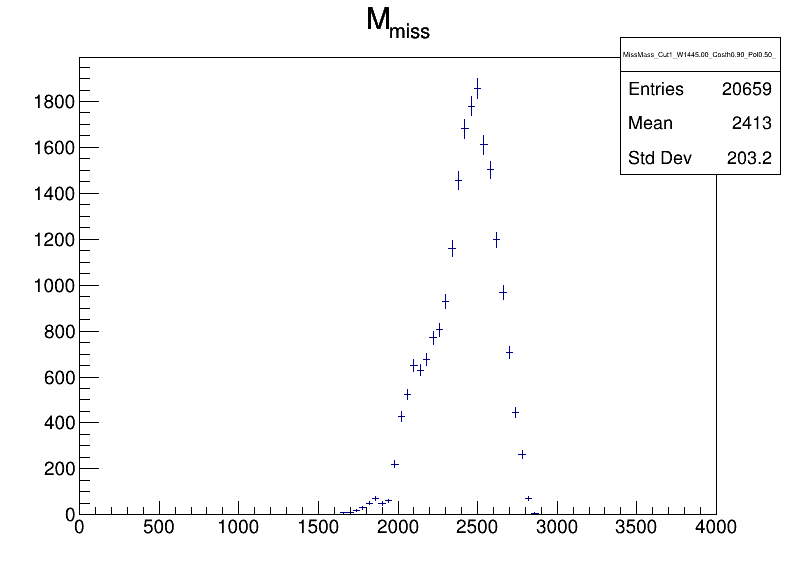 M_miss
MissMass_Cut1_W1445.00_Costh0.90_Pol0.50_
Entries 20659
Mean 2413
Std Dev 203.2
1800
1600
1400
1200
1000
800
600
400
200
0
0 500 1000 1500 2000 2500 3000 3500 4000